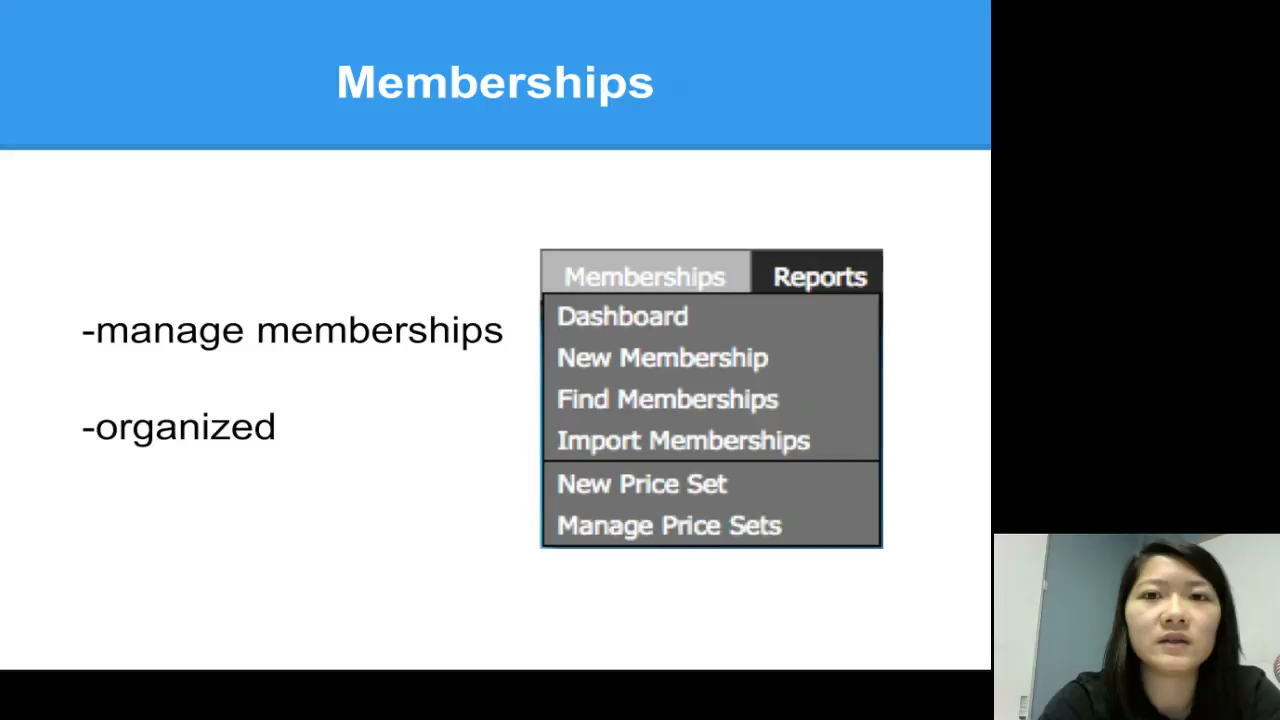 Memberships
-manage memberships
-organized
Memberships Reports
Dashboard
New Membership
Find Memberships
Import Memberships
New Price Set
Manage Price Sets